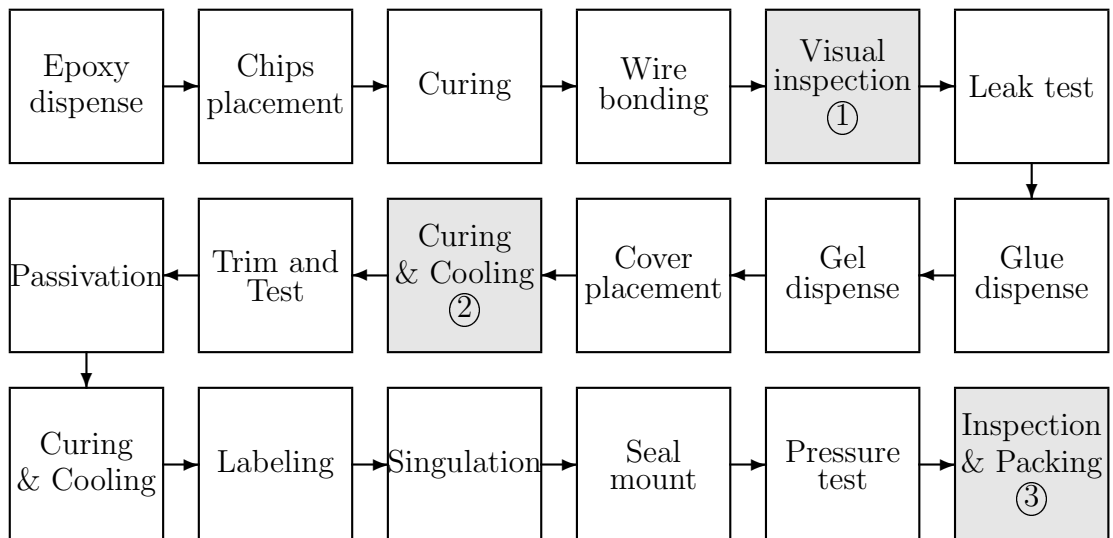 Epoxy
dispense
Chips
placement
Curing
Wire
bonding
Visual
inspection
①
Leak test
Passivation
Trim and
Test
Curing
& Cooling
②
Cover
placement
Gel
dispense
Glue
dispense
Curing
& Cooling
Labeling
Singulation
Seal
mount
Pressure
test
Inspection
& Packing
③